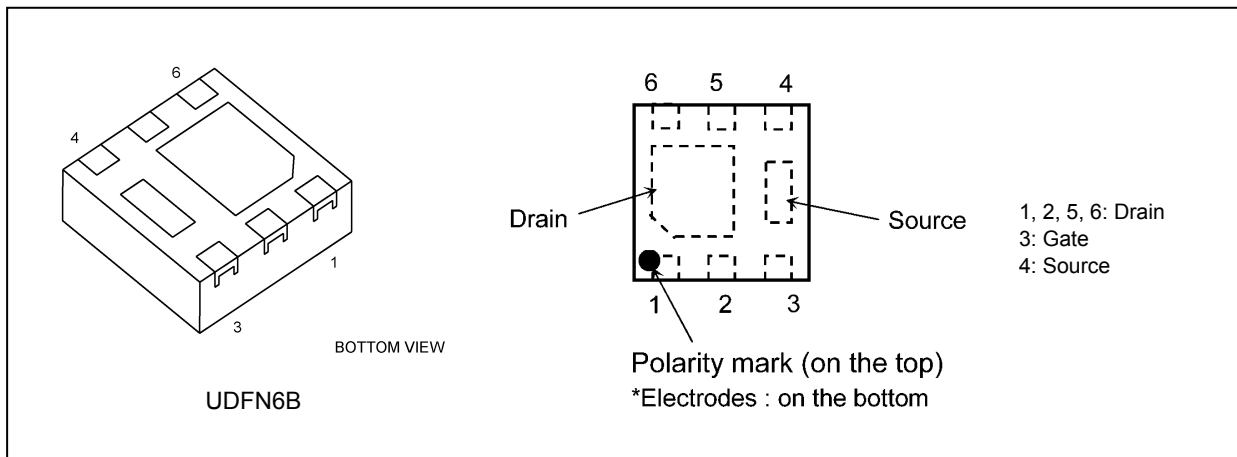 6
4
1
3
BOTTOM VIEW
UDFN6B
6 5 4
Drain
Source
1 2 3
Polarity mark (on the top)
*Electrodes : on the bottom
1, 2, 5, 6: Drain
3: Gate
4: Source